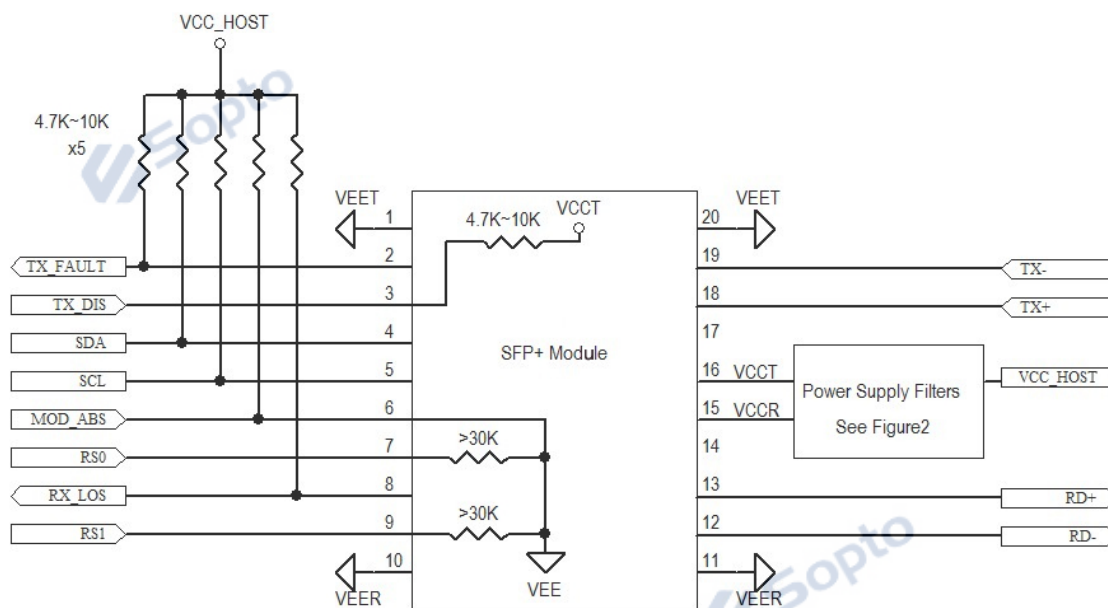 VCC_HOST
Sopto
4.7K~10K
x5
VEET
1
4.7K~10K
VCCT
20
VEET
TX_FAULT
2
19
TX-
TX_DIS
3
18
TX+
SDA
4
17
SFP+ Module
SCL
5
16
VCCT
Power Supply Filters
VCC_HOST
MOD_ABS
6
15
VCCR
See Figure2
RS0
7
>30K
14
RX_LOS
8
13
RD+
RS1
9
>30K
12
RD-
10
VEER
VEE
11
VEER
Sopto